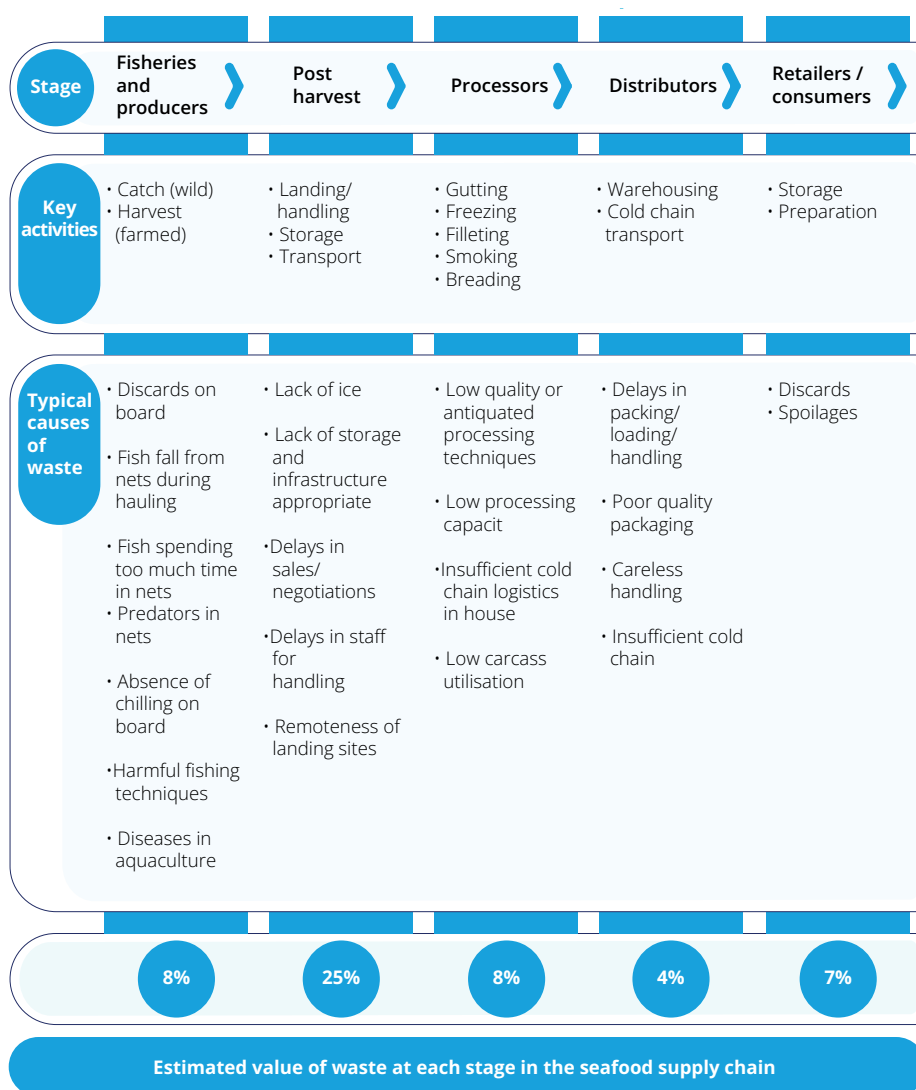 Stage
Fisheries
and
producers
Post
harvest
Processors
Distributors
Retailers /
consumers
Key
activities
• Catch (wild)
• Harvest
(farmed)
• Landing/
handling
• Storage
• Transport
• Gutting
• Freezing
• Filleting
• Smoking
• Breading
• Warehousing
• Cold chain
transport
• Storage
• Preparation
Typical
causes
of
waste
• Discards on
board
• Fish fall from
nets during
hauling
• Fish spending
too much time
in nets
• Predators in
nets
• Absence of
chilling on
board
•Harmful fishing
techniques
• Diseases in
aquaculture
• Lack of ice
• Lack of storage
and
infrastructure
appropriate
•Delays in
sales/
negotiations
•Delays in staff
for
handling
• Remoteness of
landing sites
• Low quality or
antiquated
processing
techniques
• Low processing
capacit
•Insufficient cold
chain logistics
in house
• Low carcass
utilisation
• Delays in
packing/
loading/
handling
• Poor quality
packaging
• Careless
handling
• Insufficient cold
chain
• Discards
• Spoilages
8%
25%
8%
4%
7%
Estimated value of waste at each stage in the seafood supply chain